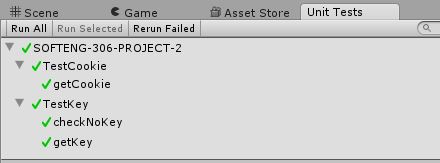 Scene Game Asset Store Unit Tests
Run All Run Selected Rerun Failed
SOFTENG-306-PROJECT-2
TestCookie
getCookie
TestKey
checkNoKey
getKey